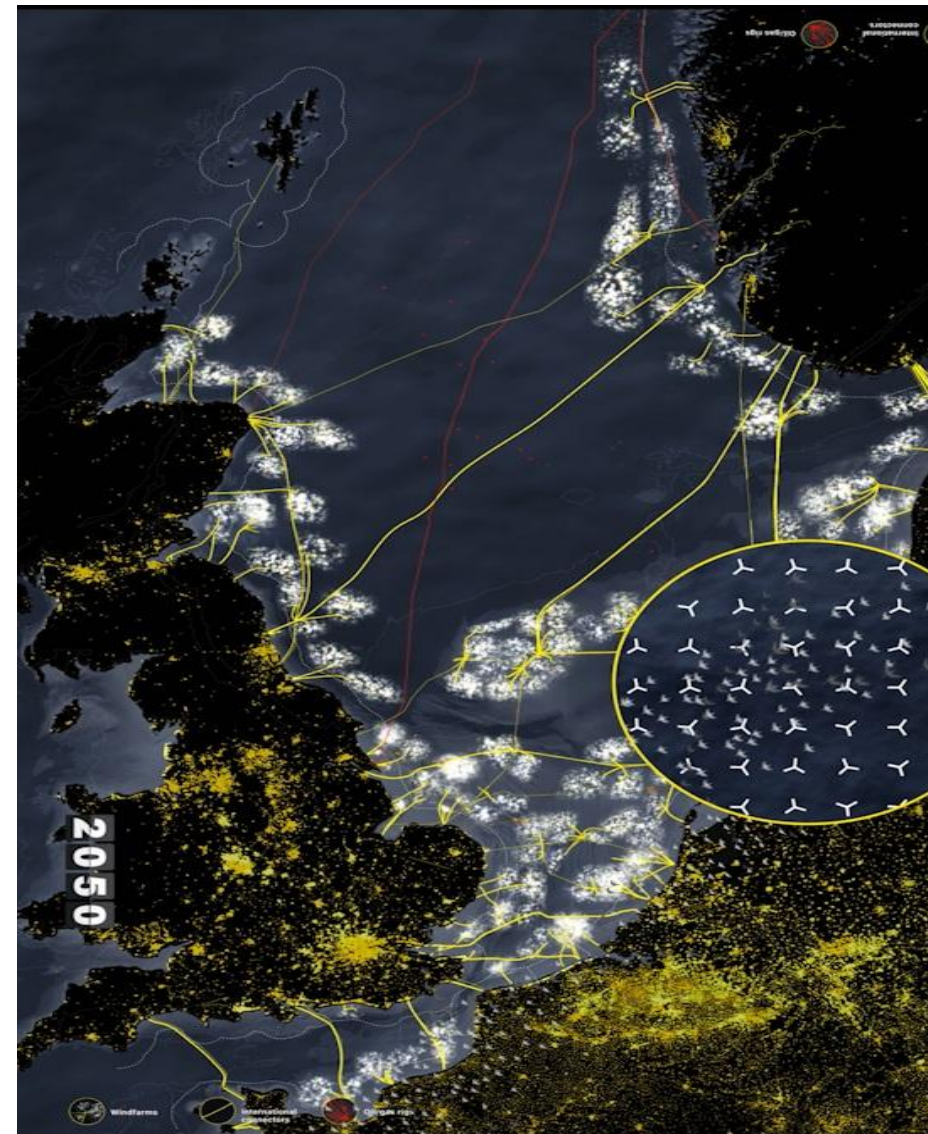 International
connectors
Oil/gas rigs
2050
Windfarms
International
connectors
Oil/gas rigs